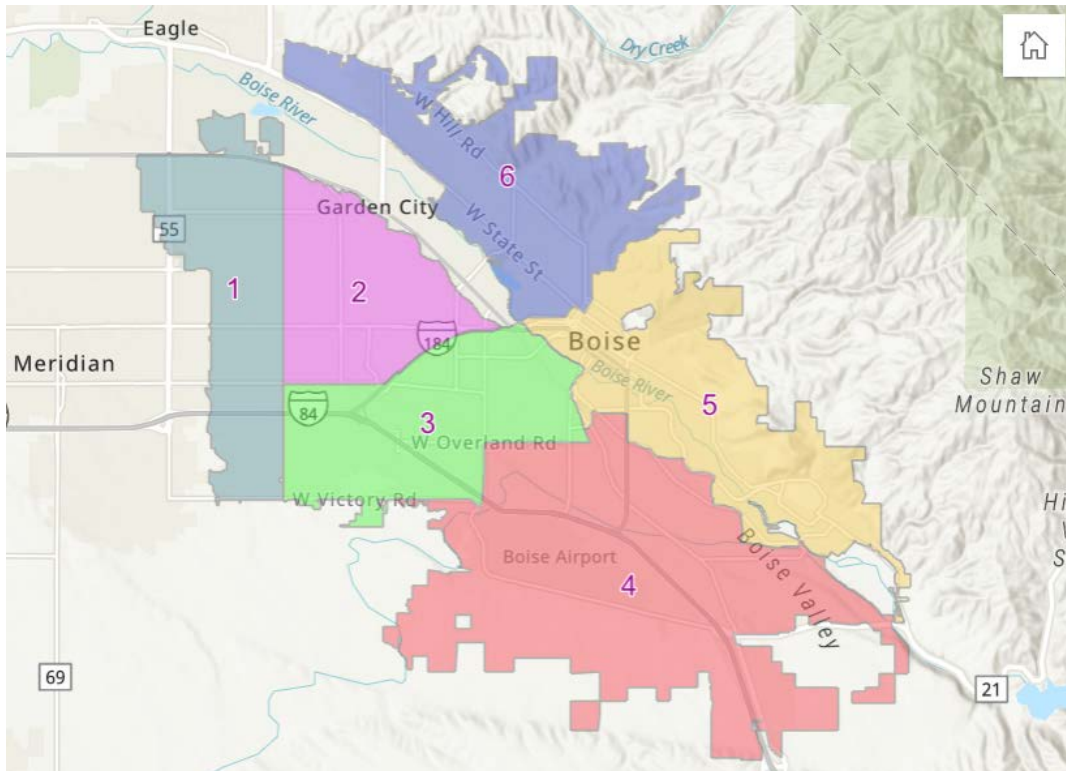 Eagle
Dry Creek
Boise River
W Hill Rd
6
Garden City
W State St
55
1
2
184
Boise
Meridian
Boise River
Shaw
Mountain
5
84
3
W Overland Rd
W Victory Rd
Boise Airport
4
Boise Valley
69
21